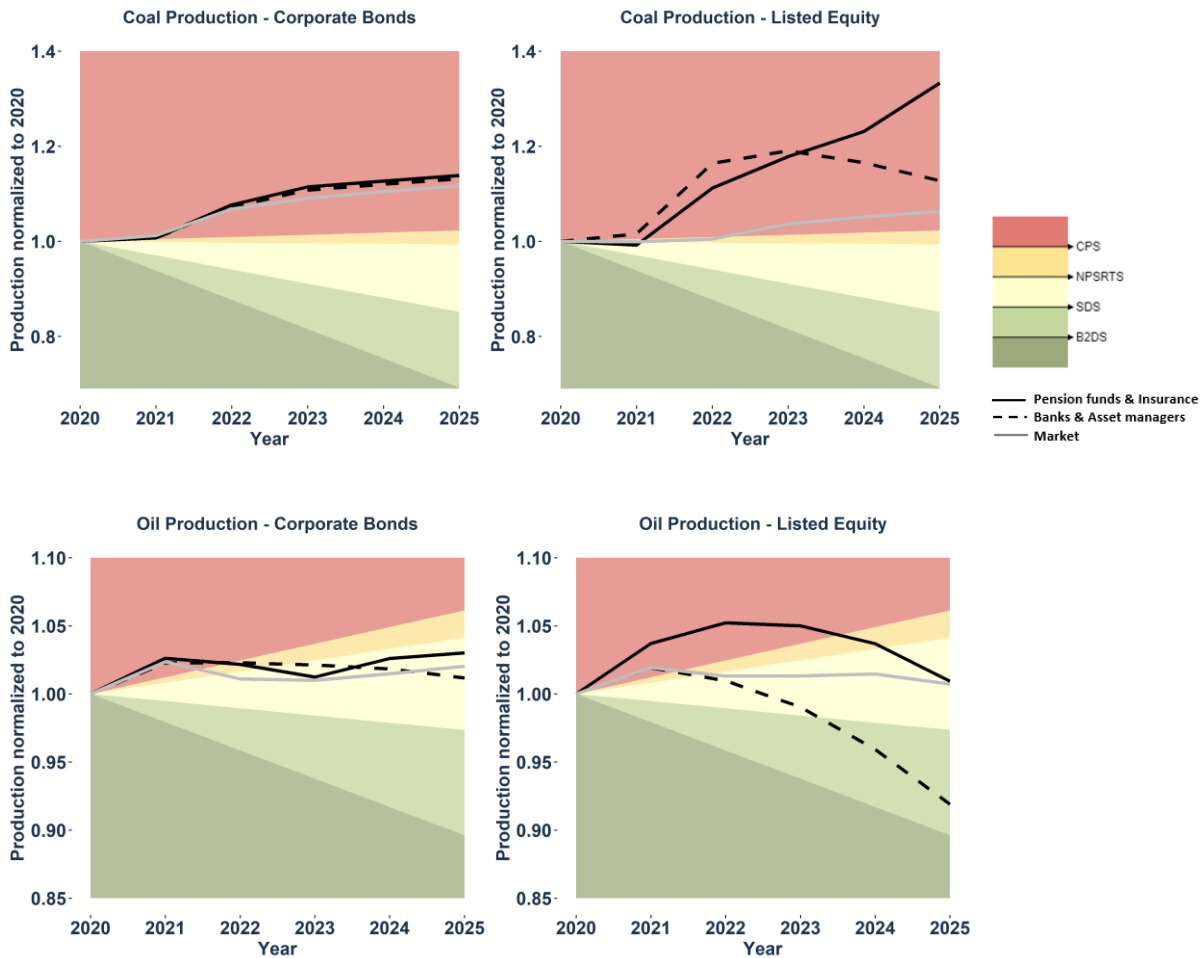 Coal Production - Corporate Bonds
Production normalized to 2020
1.4
1.2
1.0
0.8
2020 2021 2022 2023 2024 2025
Year
Coal Production - Listed Equity
Production normalized to 2020
1.4
1.2
1.0
0.8
2020 2021 2022 2023 2024 2025
Year
CPS
NPSRTS
SDS
B2DS
Pension funds & Insurance
Banks & Asset managers
Market
Oil Production - Corporate Bonds
Production normalized to 2020
1.10
1.05
1.00
0.95
0.90
0.85
2020 2021 2022 2023 2024 2025
Year
Oil Production - Listed Equity
Production normalized to 2020
1.10
1.05
1.00
0.95
0.90
0.85
2020 2021 2022 2023 2024 2025
Year